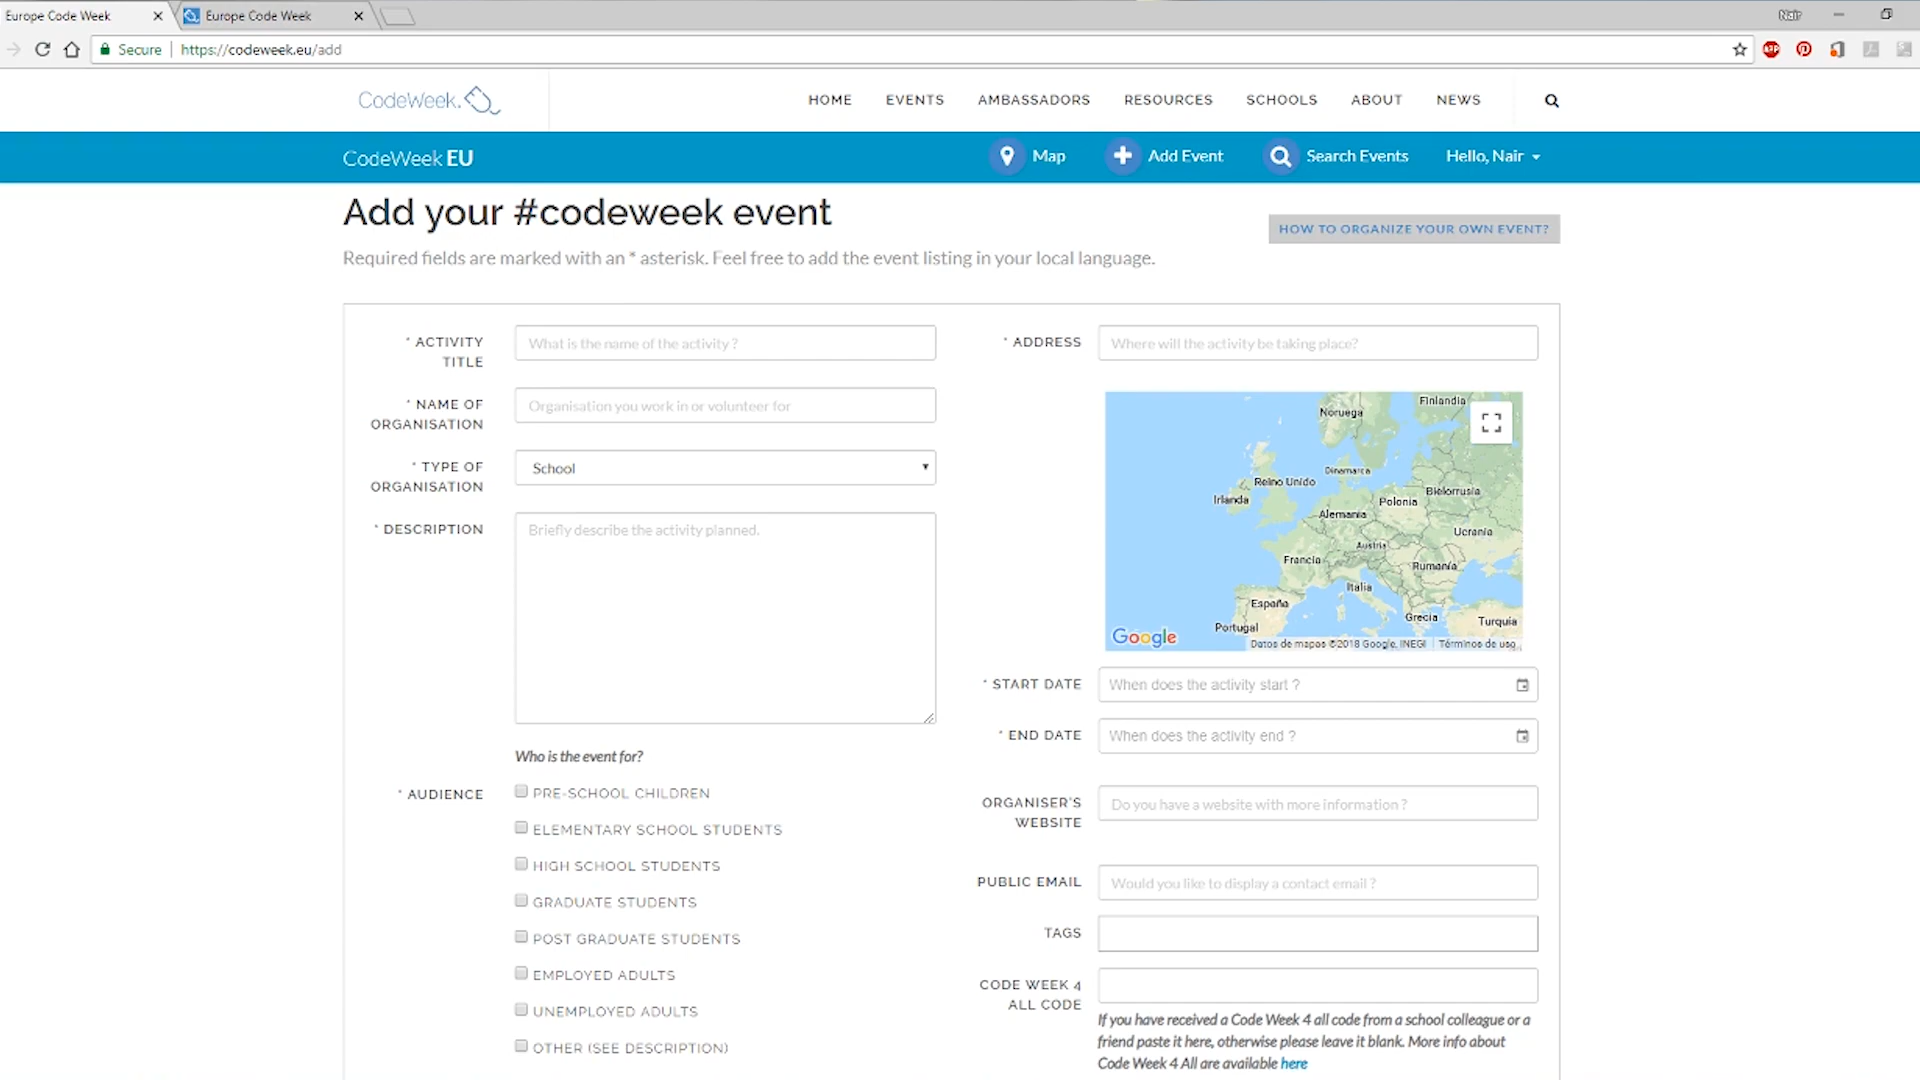 Europe Code Week
Europe Code Week
Nair
Secure https://codeweek.eu/add
CodeWeek.
HOME EVENTS AMBASSADORS RESOURCES SCHOOLS ABOUT NEWS
CodeWeek EU
Map Add Event Search Events Hello, Nair
Add your #codeweek event
HOW TO ORGANIZE YOUR OWN EVENT?
Required fields are marked with an * asterisk. Feel free to add the event listing in your local language.
* ACTIVITY
TITLE
What is the name of the activity ?
* NAME OF
ORGANISATION
Organisation you work in or volunteer for
* TYPE OF
ORGANISATION
School
* DESCRIPTION
Briefly describe the activity planned.
Who is the event for?
* AUDIENCE
PRE-SCHOOL CHILDREN
ELEMENTARY SCHOOL STUDENTS
HIGH SCHOOL STUDENTS
GRADUATE STUDENTS
POST GRADUATE STUDENTS
EMPLOYED ADULTS
UNEMPLOYED ADULTS
OTHER (SEE DESCRIPTION)
* ADDRESS
Where will the activity be taking place?
Finlandia
Noruega
Dinamarca
Reino Unido
Irlanda
Bielorrusia
Polonia
Alemania
Ucrania
Austria
Francia
Rumanía
Italia
España
Grecia
Turquía
Portugal
Google
Datos de mapas ©2018 Google, INEGI Términos de uso
* START DATE
When does the activity start ?
* END DATE
When does the activity end ?
ORGANISER'S
WEBSITE
Do you have a website with more information ?
PUBLIC EMAIL
Would you like to display a contact email ?
TAGS
CODE WEEK 4
ALL CODE
If you have received a Code Week 4 all code from a school colleague or a
friend paste it here, otherwise please leave it blank. More info about
Code Week 4 All are available here